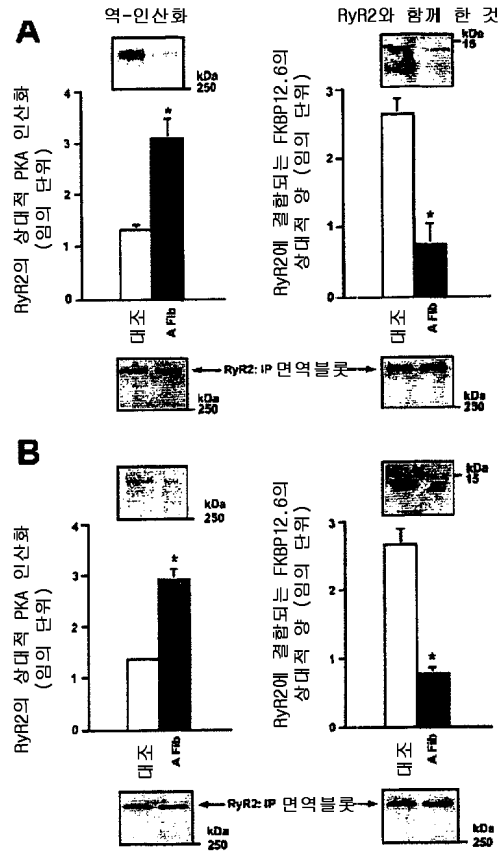 A
역-인산화
RyR2와 함께 한 것
kDa
250
15
kDa
RyR2의 상대적 PKA 인산화
(임의 단위)
4
3
2
1
0
*
대조
A Fib
RyR2에 결합되는 FKBP12.6의
상대적 양 (임의 단위)
3
2
1
0
*
대조
A Fib
RyR2: IP 면역블롯
kDa
250
kDa
250
B
kDa
250
kDa
15
RyR2의 상대적 PKA 인산화
(임의 단위)
4
3
2
1
0
*
대조
A Fib
RyR2에 결합되는 FKBP12.6의
상대적 양 (임의 단위)
3
2
1
0
*
대조
A Fib
RyR2: IP 면역블롯
kDa
250
kDa
250